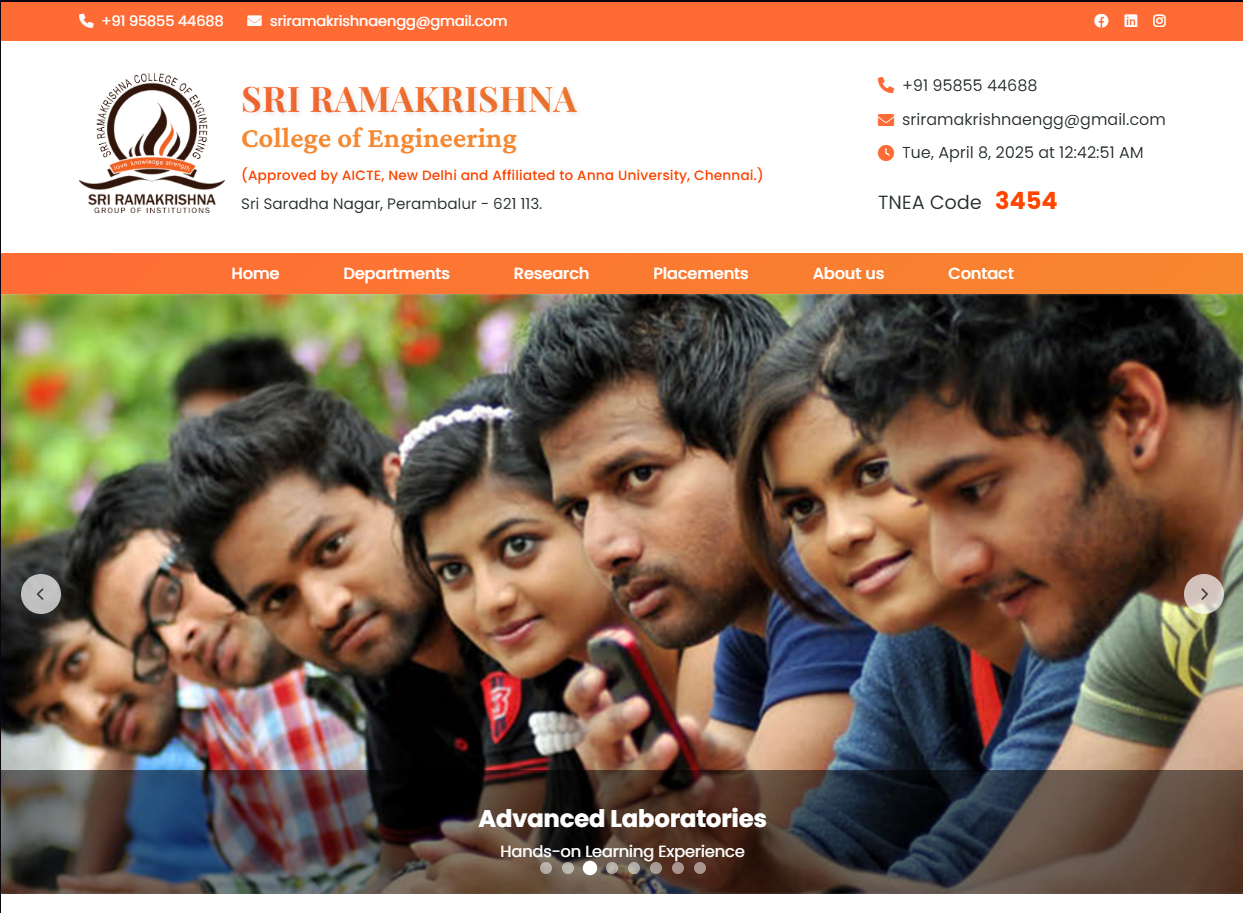 +91 95855 44688 sriramakrishnaengg@gmail.com
SRI RAMAKRISHNA COLLEGE OF ENGINEERING
love knowledge strength
SRI RAMAKRISHNA
GROUP OF INSTITUTIONS
SRI RAMAKRISHNA
College of Engineering
(Approved by AICTE, New Delhi and Affiliated to Anna University, Chennai.)
Sri Saradha Nagar, Perambalur - 621 113.
+91 95855 44688
sriramakrishnaengg@gmail.com
Tue, April 8, 2025 at 12:42:51 AM
TNEA Code 3454
Home Departments Research Placements About us Contact
3
Advanced Laboratories
Hands-on Learning Experience